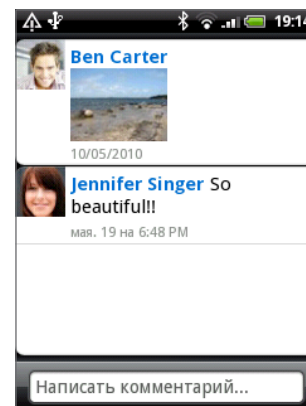 19:14
Ben Carter
10/05/2010
Jennifer Singer So
beautiful!!
мая. 19 на 6:48 PM
Написать комментарий...